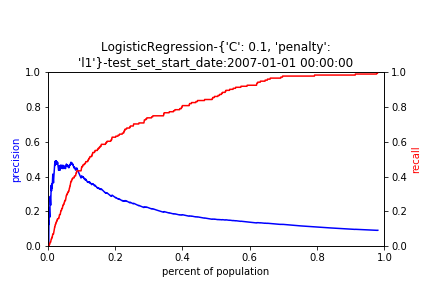 LogisticRegression-{'C': 0.1, 'penalty':
'l1'}-test_set_start_date:2007-01-01 00:00:00
1.0 1.0
0.8 0.8
precision 0.6 0.6 recall
0.4 0.4
0.2 0.2
0.0 0.0
0.0 0.2 0.4 0.6 0.8 1.0
percent of population